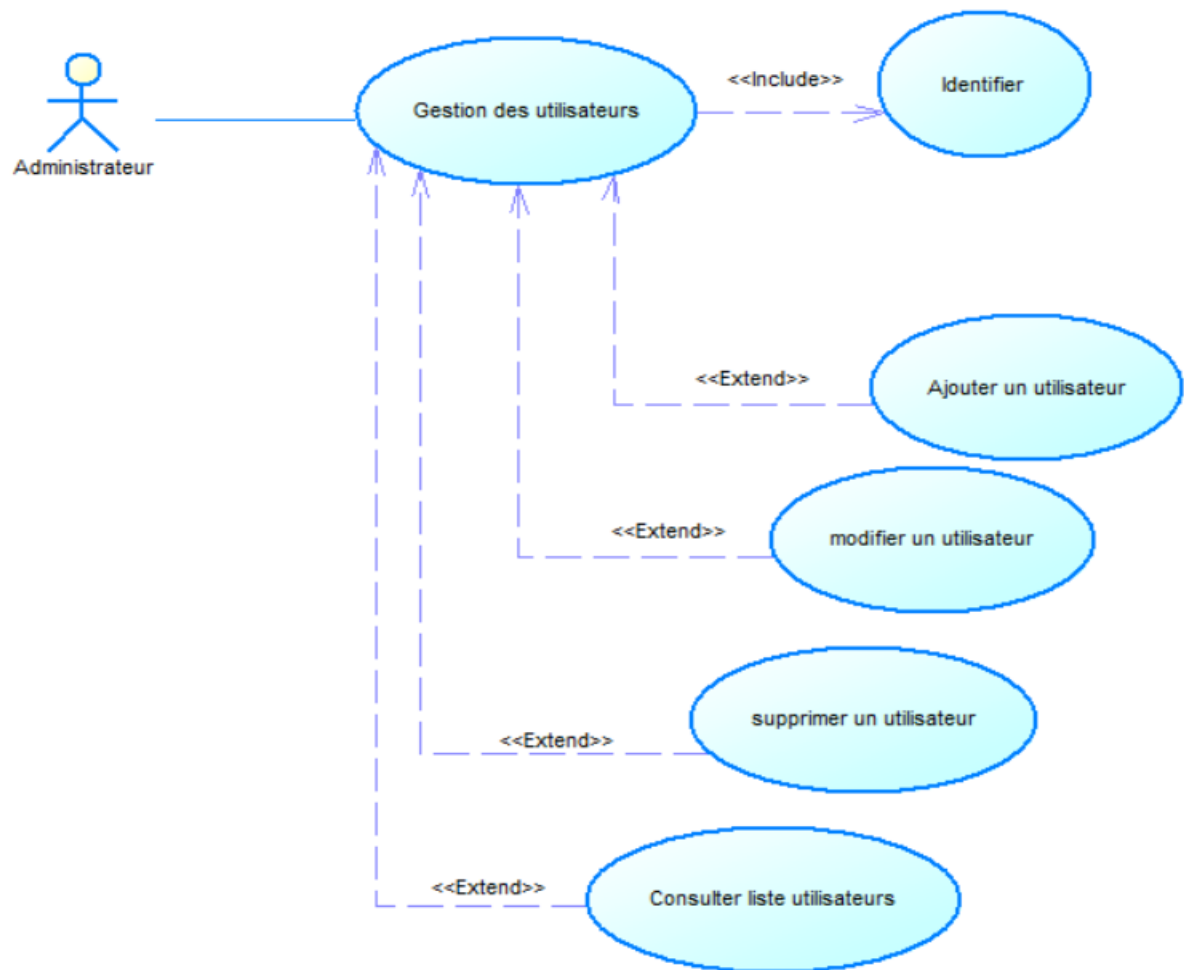 <<Include>>
Identifier
Gestion des utilisateurs
Administrateur
<<Extend>>
Ajouter un utilisateur
<<Extend>>
modifier un utilisateur
supprimer un utilisateur
<<Extend>>
<<Extend>>
Consulter liste utilisateurs